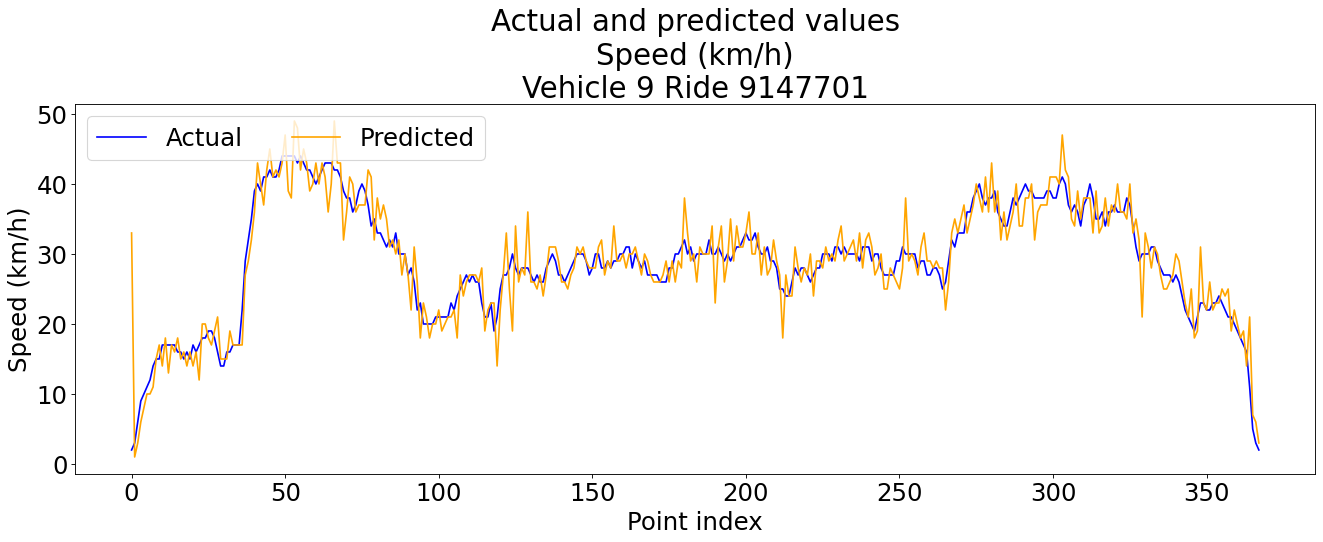 Actual and predicted values
Speed (km/h)
Vehicle 9 Ride 9147701
Actual Predicted
Speed (km/h)
50
40
30
20
10
0
0 50 100 150 200 250 300 350
Point index